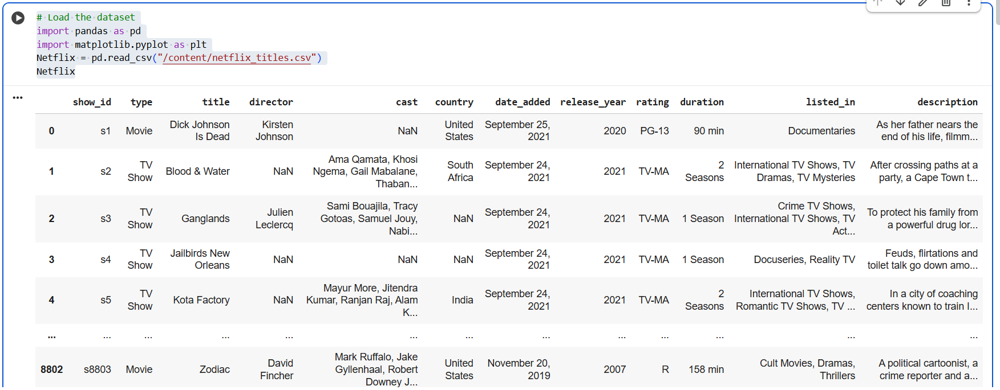 # Load the dataset
import pandas as pd
import matplotlib.pyplot as plt
Netflix = pd.read_csv("/content/netflix_titles.csv")
Netflix
show_id type title director cast country date_added release_year rating duration listed_in description
0 s1 Movie Dick Johnson Is Dead Kirsten Johnson NaN United States September 25, 2021 2020 PG-13 90 min Documentaries As her father nears the end of his life, filmm...
1 s2 TV Show Blood & Water NaN Ama Qamata, Khosi Ngema, Gail Mabalane, Thaban... South Africa September 24, 2021 2021 TV-MA 2 Seasons International TV Shows, TV Dramas, TV Mysteries After crossing paths at a party, a Cape Town t...
2 s3 TV Show Ganglands Julien Leclercq Sami Bouajila, Tracy Gotoas, Samuel Jouy, Nabi... NaN September 24, 2021 2021 TV-MA 1 Season Crime TV Shows, International TV Shows, TV Act... To protect his family from a powerful drug lor...
3 s4 TV Show Jailbirds New Orleans NaN NaN NaN September 24, 2021 2021 TV-MA 1 Season Docuseries, Reality TV Feuds, flirtations and toilet talk go down amo...
4 s5 TV Show Kota Factory NaN Mayur More, Jitendra Kumar, Ranjan Raj, Alam K... India September 24, 2021 2021 TV-MA 2 Seasons International TV Shows, Romantic TV Shows, TV ... In a city of coaching centers known to train I...
... ... ... ... ... ... ... ... ... ... ... ... ...
8802 s8803 Movie Zodiac David Fincher Mark Ruffalo, Jake Gyllenhaal, Robert Downey J... United States November 20, 2019 2007 R 158 min Cult Movies, Dramas, Thrillers A political cartoonist, a crime reporter and a...